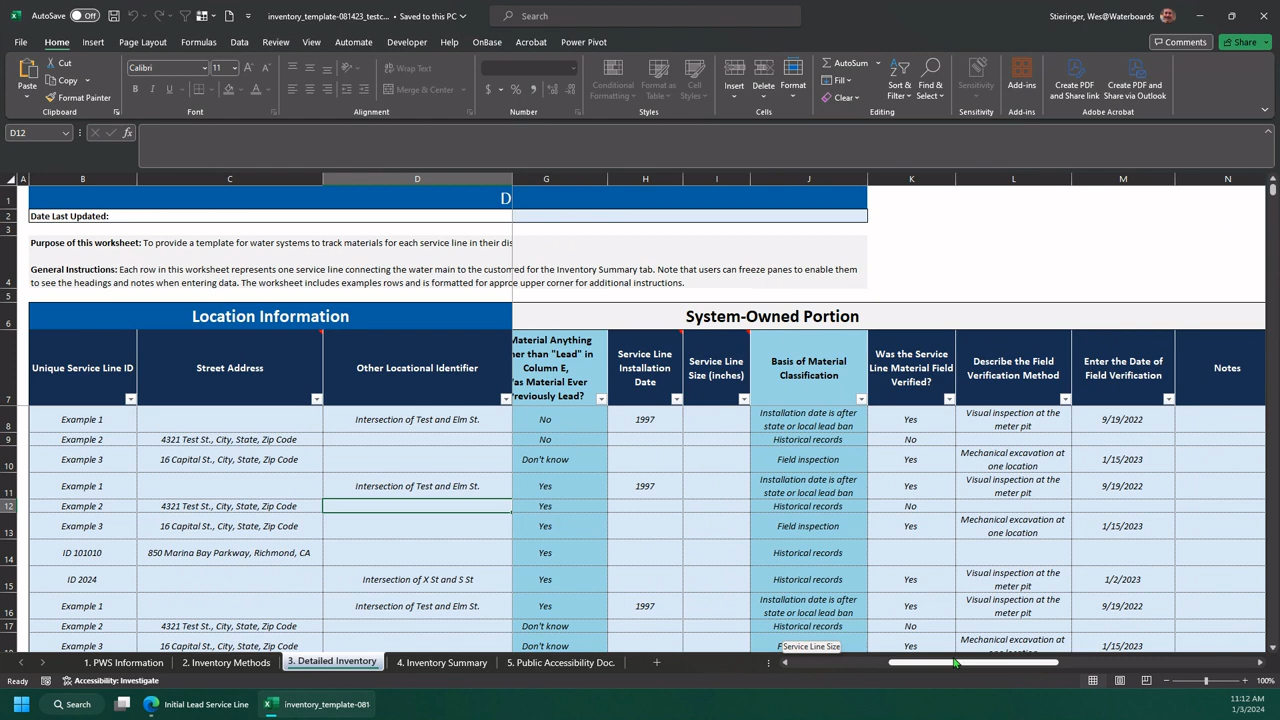 AutoSave Off inventory_template-081423_testc... • Saved to this PC Search Stieringer, Wes@Waterboards
File Home Insert Page Layout Formulas Data Review View Automate Developer Help OnBase Acrobat Power Pivot Comments Share
Paste Cut Copy Format Painter Clipboard
Calibri 11 B I U A Font
Wrap Text Merge & Center Alignment
$ % Number
Conditional Formatting Format as Table Cell Styles Styles
Insert Delete Format Cells
AutoSum Fill Clear Sort & Filter Find & Select Editing
Sensitivity Sensitivity
Add-ins Add-ins
Create PDF and Share link Create PDF and Share via Outlook Adobe Acrobat
D12 fx
A B C D G H I J K L M N
1 D
2 Date Last Updated:
3
4 Purpose of this worksheet: To provide a template for water systems to track materials for each service line in their dis
General Instructions: Each row in this worksheet represents one service line connecting the water main to the custom
ed for the Inventory Summary tab. Note that users can freeze panes to enable them
to see the headings and notes when entering data. The worksheet includes examples rows and is formatted for appr
ce upper corner for additional instructions.
5
6 Location Information System-Owned Portion
7 Unique Service Line ID
Street Address
Other Locational Identifier
Material Anything
her than "Lead" in
Column E,
as Material Ever
reviously Lead?
Service Line
Installation
Date
Service Line
Size (inches)
Basis of Material
Classification
Was the Service
Line Material Field
Verified?
Describe the Field
Verification Method
Enter the Date of
Field Verification
Notes
8 Example 1 Intersection of Test and Elm St. No 1997 Installation date is after state or local lead ban Yes Visual inspection at the meter pit 9/19/2022
9 Example 2 4321 Test St., City, State, Zip Code No Historical records No
10 Example 3 16 Capital St., City, State, Zip Code Don't know Field inspection Yes Mechanical excavation at one location 1/15/2023
11 Example 1 Intersection of Test and Elm St. Yes 1997 Installation date is after state or local lead ban Yes Visual inspection at the meter pit 9/19/2022
12 Example 2 4321 Test St., City, State, Zip Code Yes Historical records No
13 Example 3 16 Capital St., City, State, Zip Code Yes Field inspection Yes Mechanical excavation at one location 1/15/2023
14 ID 101010 850 Marina Bay Parkway, Richmond, CA Yes Historical records
15 ID 2024 Intersection of X St and S St Yes Historical records Yes Visual inspection at the meter pit 1/2/2023
16 Example 1 Intersection of Test and Elm St. Yes 1997 Installation date is after state or local lead ban Yes Visual inspection at the meter pit 9/19/2022
17 Example 2 4321 Test St., City, State, Zip Code Don't know Historical records No
Example 3 16 Capital St., City, State, Zip Code Don't know F Yes Mechanical excavation at one location 1/15/2023
Service Line Size
1. PWS Information 2. Inventory Methods 3. Detailed Inventory 4. Inventory Summary 5. Public Accessibility Doc.
Ready Accessibility: Investigate 100%
Search Initial Lead Service Line inventory_template-081 11:12 AM
1/3/2024